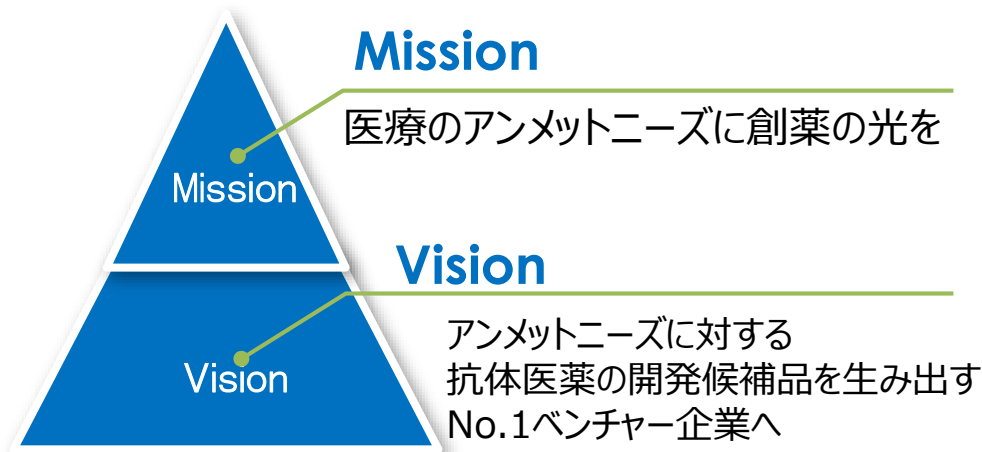 Mission
医療のアンメットニーズに創薬の光を
Mission
Vision
アンメットニーズに対する
抗体医薬の開発候補品を生み出す
No.1ベンチャー企業へ
Vision